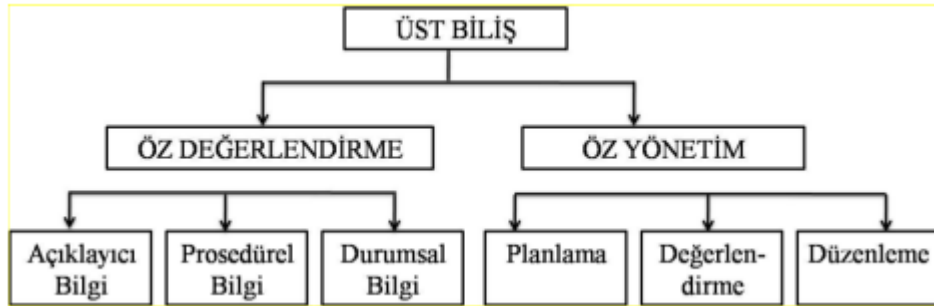 ÜST BİLİŞ
ÖZ DEĞERLENDİRME
ÖZ YÖNETİM
Açıklayıcı
Bilgi
Prosedürel
Bilgi
Durumsal
Bilgi
Planlama
Değerlen-
dirme
Düzenleme